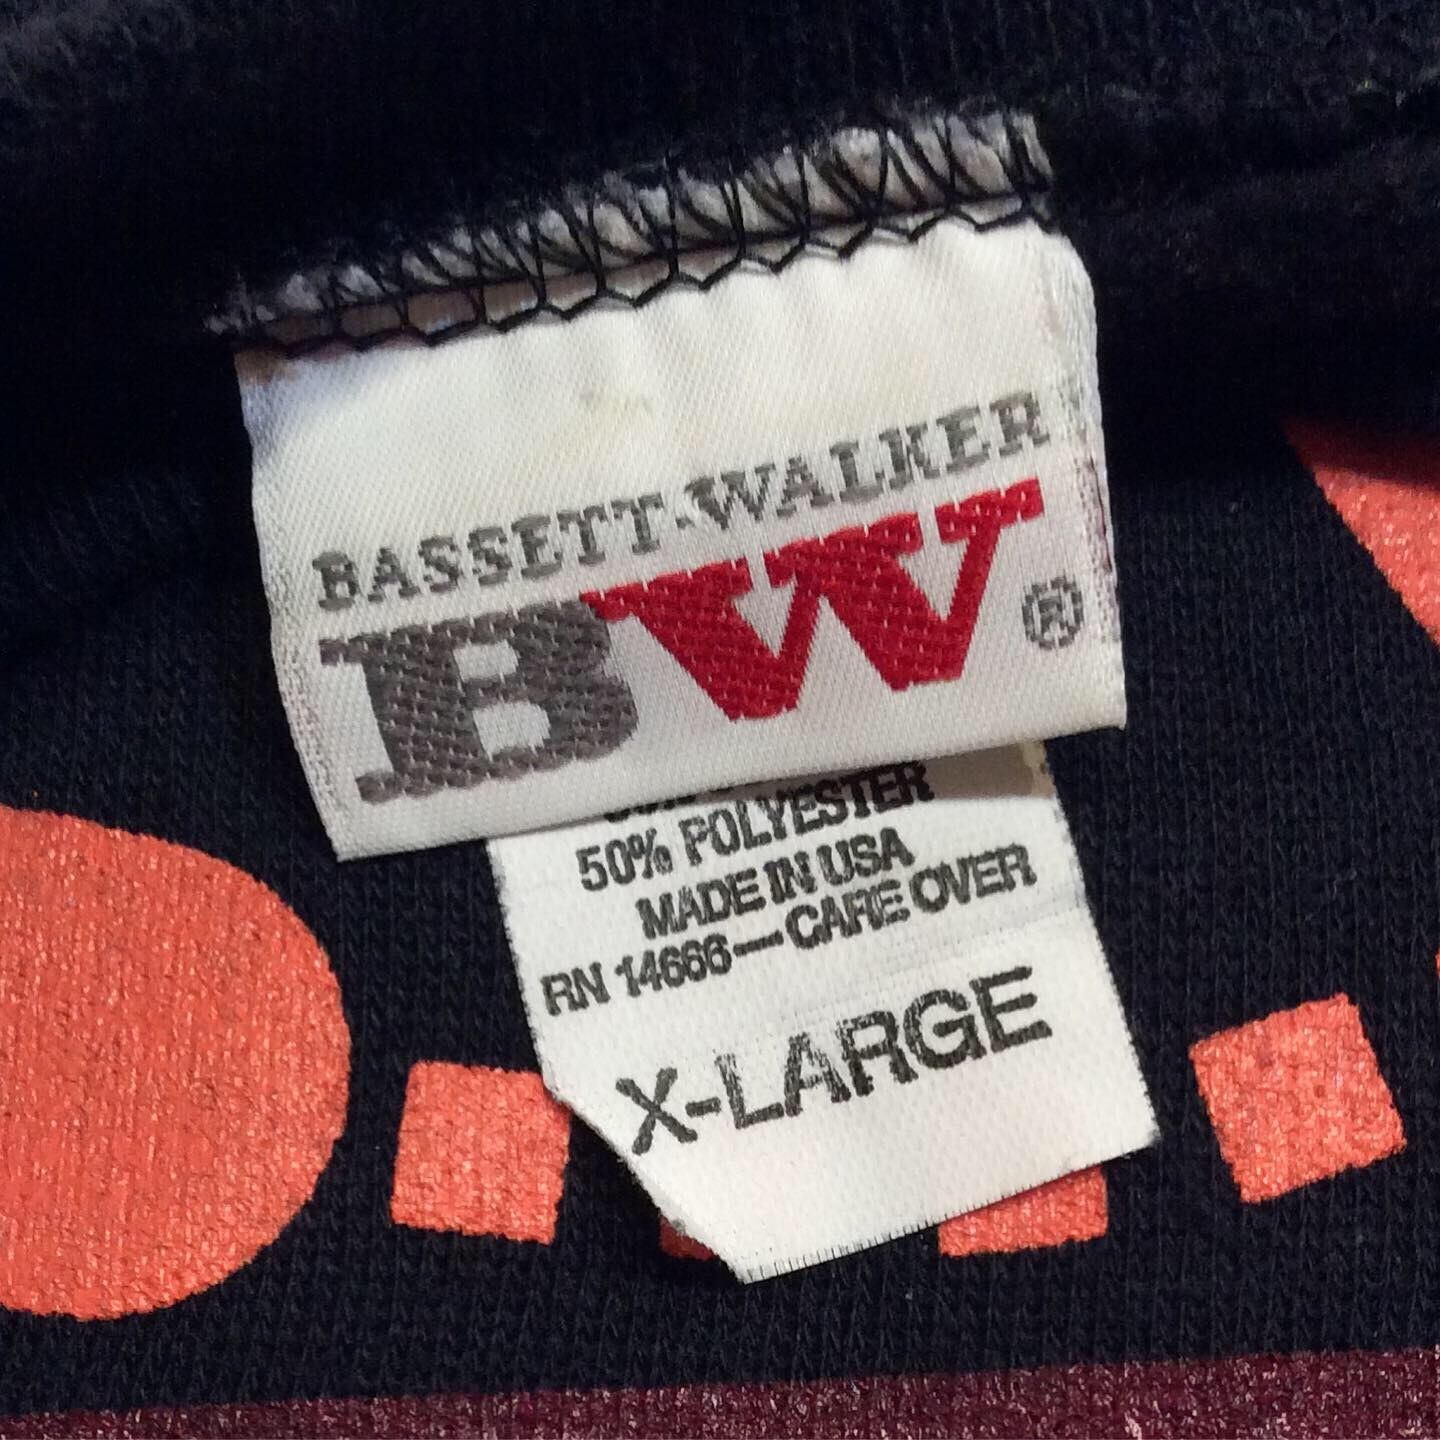 BASSETT-WALKER
BW ®
50% POLYESTER
MADE IN USA
RN 14666—CARE OVER
X-LARGE